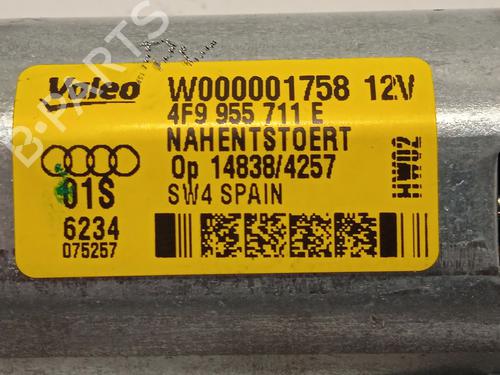 Valeo W000001758 12V
4F9 955 711 E
NAHENTSTOERT
Op 14838/4257
SW4 SPAIN
HW02
01S
6234
075257
B-PARTS